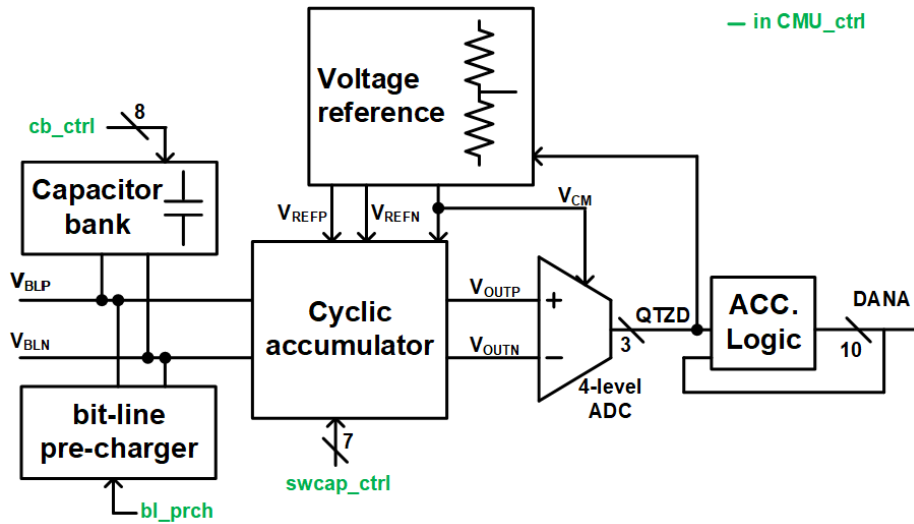 — in CMU_ctrl
Voltage
reference
8
cb_ctrl
Capacitor
bank
VREFP
VREFN
VCM
VBLP
VBLN
Cyclic
accumulator
VOUTP
VOUTN
+
−
4-level
ADC
QTZD
3
ACC.
Logic
DANA
10
bit-line
pre-charger
7
swcap_ctrl
bl_prch